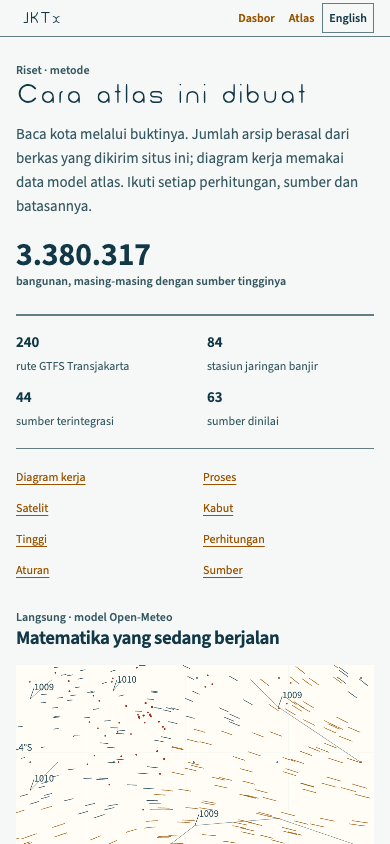 JKTx
Dasbor Atlas English
Riset · metode
Cara atlas ini dibuat
Baca kota melalui buktinya. Jumlah arsip berasal dari
berkas yang dikirim situs ini; diagram kerja memakai
data model atlas. Ikuti setiap perhitungan, sumber dan
batasannya.
3.380.317
bangunan, masing-masing dengan sumber tingginya
240
rute GTFS Transjakarta
84
stasiun jaringan banjir
44
sumber terintegrasi
63
sumber dinilai
Diagram kerja
Proses
Satelit
Kabut
Tinggi
Perhitungan
Aturan
Sumber
Langsung · model Open-Meteo
Matematika yang sedang berjalan
1009
1010
1009
-4°S
1010
1009